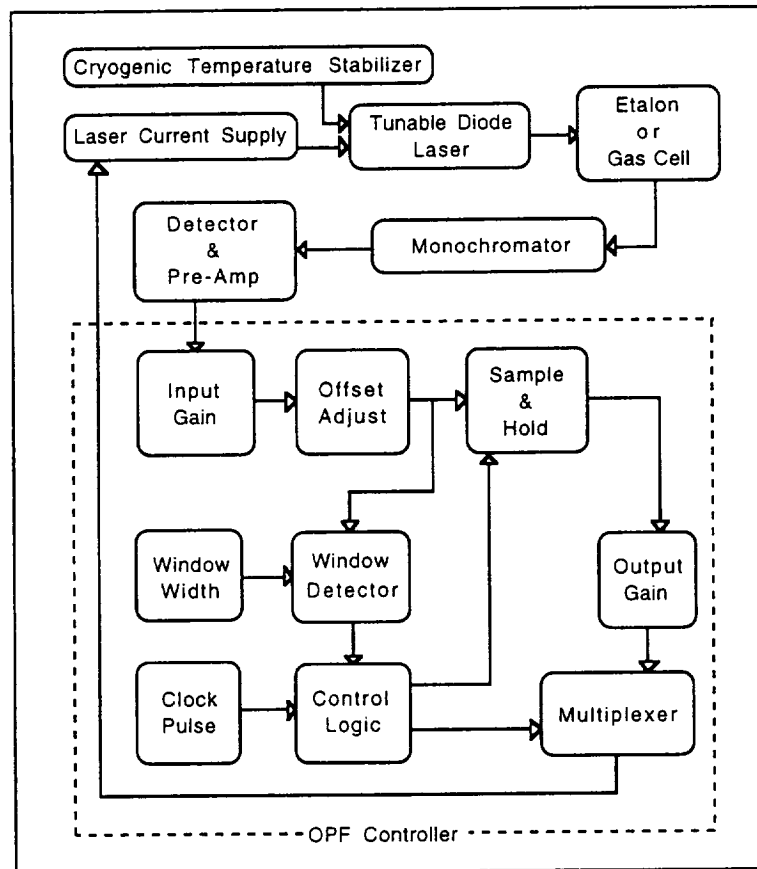 Cryogenic Temperature Stabilizer
Laser Current Supply
Tunable Diode
Laser
Etalon
or
Gas Cell
Detector
&
Pre-Amp
Monochromator
Input
Gain
Offset
Adjust
Sample
&
Hold
Window
Width
Window
Detector
Output
Gain
Clock
Pulse
Control
Logic
Multiplexer
OPF Controller